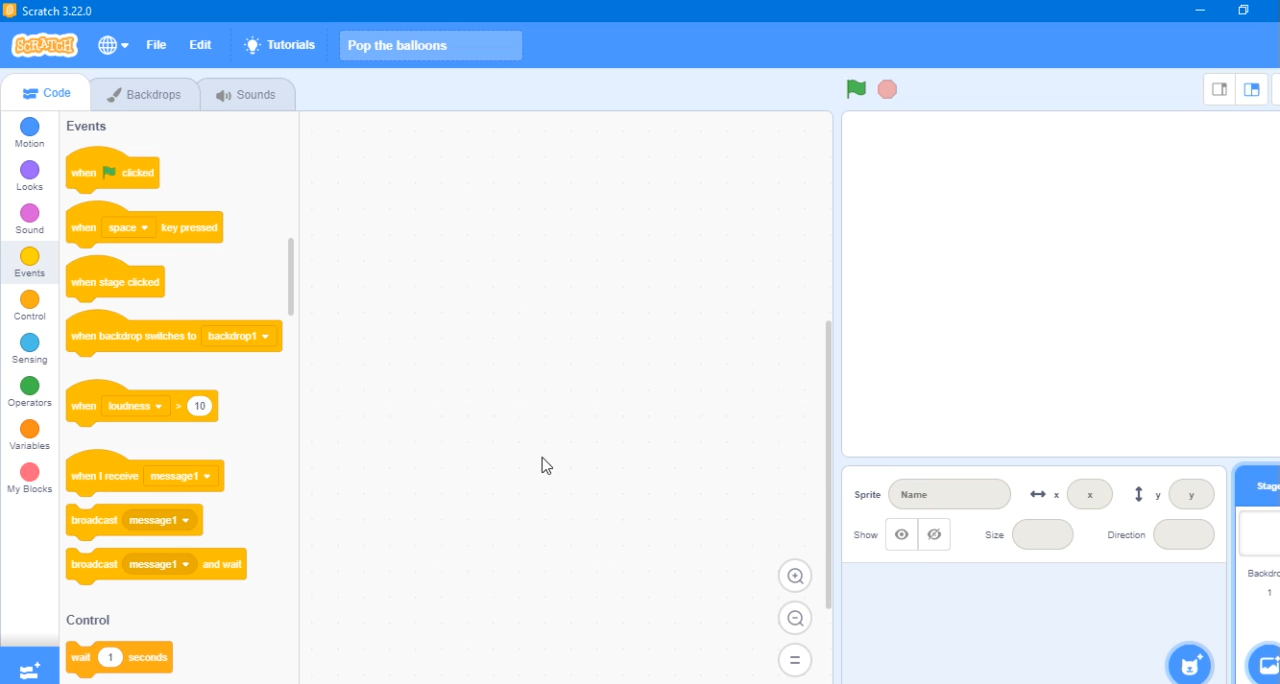 Scratch 3.22.0
SCRATCH File Edit Tutorials Pop the balloons
Code Backdrops Sounds
Motion
Looks
Sound
Events
Control
Sensing
Operators
Variables
My Blocks
Events
when clicked
when space key pressed
when stage clicked
when backdrop switches to backdrop1
when loudness > 10
when I receive message1
broadcast message1
broadcast message1 and wait
Control
wait 1 seconds
Sprite Name x x y y
Show Size Direction
Stage
1